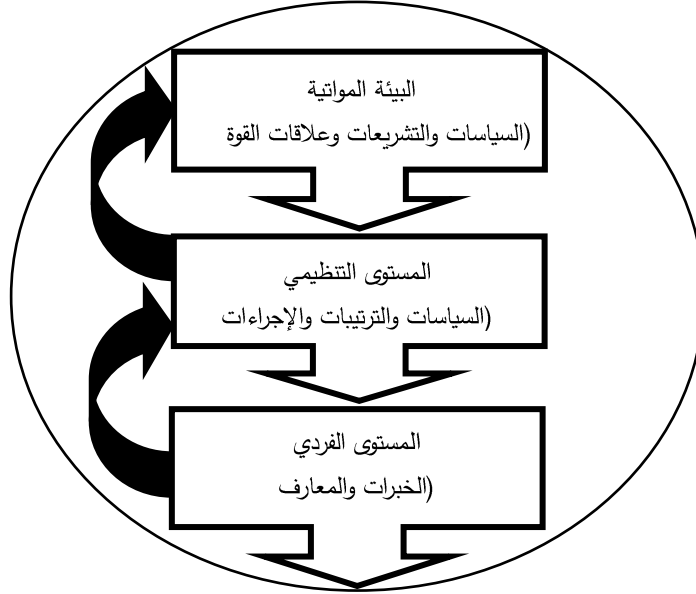 البيئة المواتية
(السياسات والتشريعات وعلاقات القوة
المستوى التنظيمي
(السياسات والترتيبات والإجراءات
المستوى الفردي
(الخبرات والمعارف